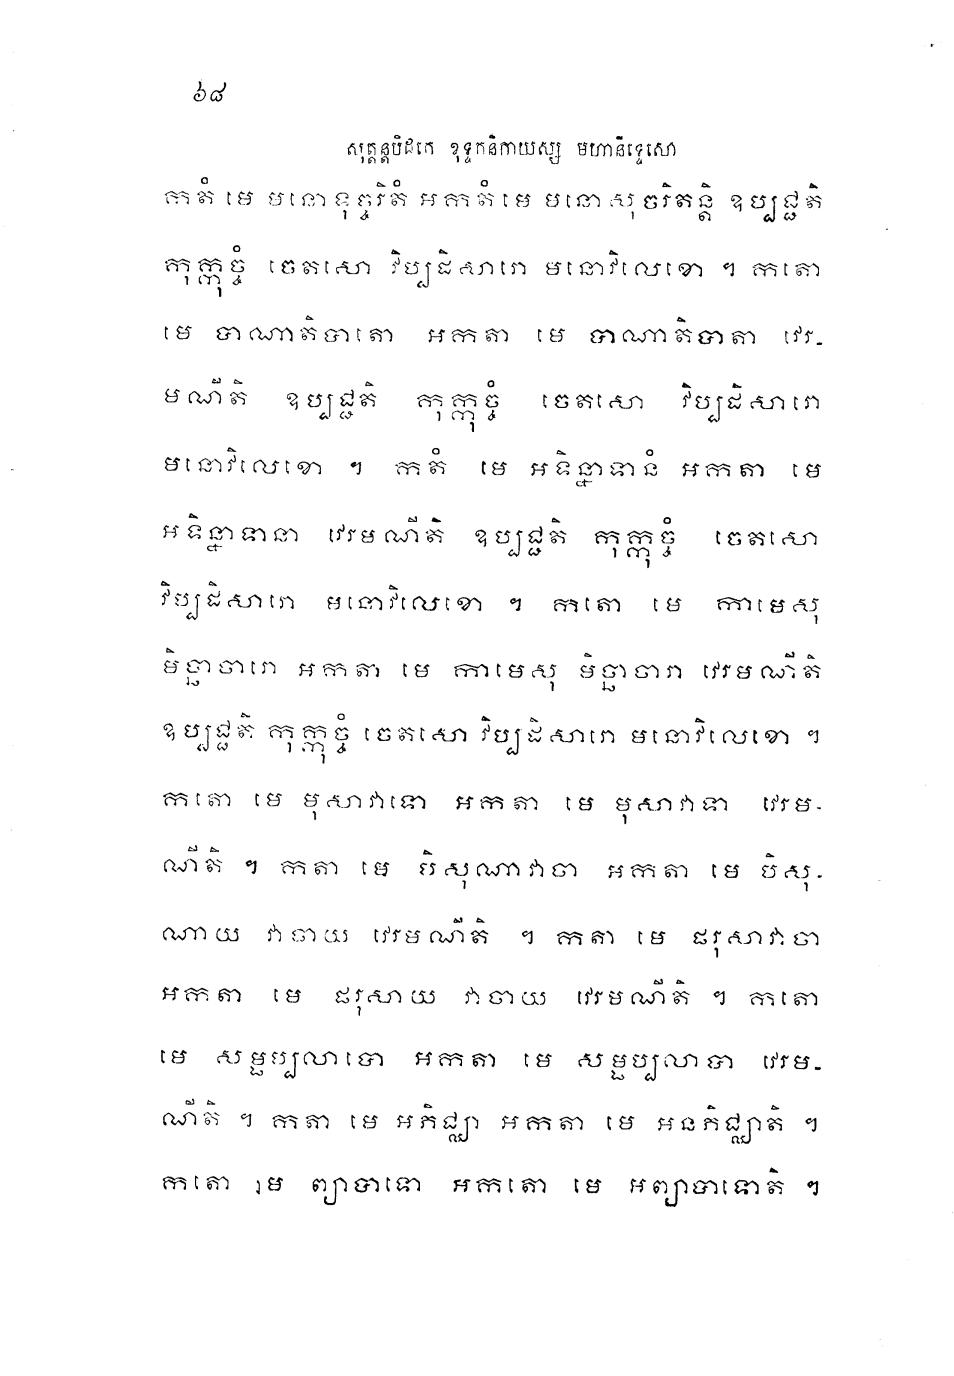 ៦៨
សុត្តន្តបិដកេ ខុទ្ទកនិកាយស្ស មហានិទ្ទេសោ
កតំ មេ មនោទុច្ចរិតំ អកតំ មេ មនោសុចរិតន្តិ ឧប្បជ្ជតិ
កុក្កុច្ចំ ចេតសោ វិប្បដិសារោ មនោវិលេខោ ។ កតោ
មេ បាណាតិបាតោ អកតា មេ បាណាតិបាតា វេរ-
មណីតិ ឧប្បជ្ជតិ កុក្កុច្ចំ ចេតសោ វិប្បដិសារោ
មនោវិលេខោ ។ កតំ មេ អទិន្នាទានំ អកតា មេ
អទិន្នាទានា វេរមណីតិ ឧប្បជ្ជតិ កុក្កុច្ចំ ចេតសោ
វិប្បដិសារោ មនោវិលេខោ ។ កតោ មេ កាមេសុ
មិច្ឆាចារោ អកតា មេ កាមេសុ មិច្ឆាចារា វេរមណីតិ
ឧប្បជ្ជតិ កុក្កុច្ចំ ចេតសោ វិប្បដិសារោ មនោវិលេខោ ។
កតោ មេ មុសាវាទោ អកតា មេ មុសាវាទា វេរម-
ណីតិ ។ កតា មេ បិសុណាវាចា អកតា មេ បិសុ-
ណាយ វាចាយ វេរមណីតិ ។ កតា មេ ផរុសាវាចា
អកតា មេ ផរុសាយ វាចាយ វេរមណីតិ ។ កតោ
មេ សម្ផប្បលាបោ អកតា មេ សម្ផប្បលាបា វេរម-
ណីតិ ។ កតា មេ អភិជ្ឈា អកតា មេ អនភិជ្ឈាតិ ។
កតោ មេ ព្យាបាទោ អកតោ មេ អព្យាបាទោតិ ។